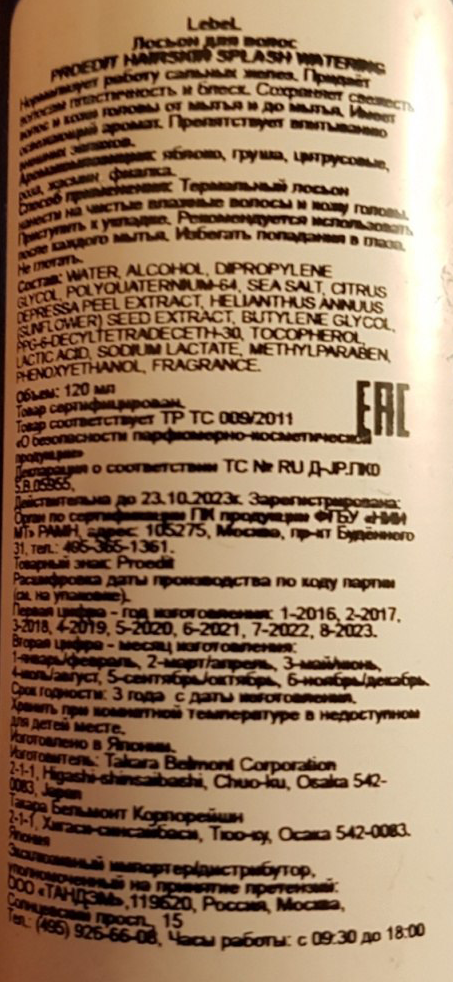 LebeL
Лосьон для волос
PROEDIT HAIRSKIN SPLASH WATERING
Нормализует работу сальных желез. Придаёт
волосам пластичность и блеск. Сохраняет свежесть
волос и кожи головы от мытья и до мытья. Имеет
освежающий аромат. Препятствует впитыванию
внешних запахов.
Аромакомпозиция: яблоко, груша, цитрусовые,
роза, жасмин, фиалка.
Способ применения: Термальный лосьон
нанести на чистые влажные волосы и кожу головы.
Приступить к укладке. Рекомендуется использовать
после каждого мытья. Избегать попадания в глаза.
Не глотать.
Состав: WATER, ALCOHOL, DIPROPYLENE
GLYCOL, POLYQUATERNIUM-64, SEA SALT, CITRUS
DEPRESSA PEEL EXTRACT, HELIANTHUS ANNUUS
(SUNFLOWER) SEED EXTRACT, BUTYLENE GLYCOL,
PPG-6-DECYLTETRADECETH-30, TOCOPHEROL,
LACTIC ACID, SODIUM LACTATE, METHYLPARABEN,
PHENOXYETHANOL, FRAGRANCE.
Объем: 120 мл
Товар сертифицирован.
Товар соответствует ТР ТС 009/2011
«О безопасности парфюмерно-косметической
продукции»
EAC
Декларация о соответствии ТС № RU Д-JP.ПК0
5.В.05955,
Действительна до 23.10.2023г. Зарегистрирована:
Орган по сертификации ПК продукции ФГБУ «НИИ
МТ» РАМН, адрес: 105275, Москва, пр-кт Будённого
31, тел.: 495-365-1361.
Товарный знак: Proedit
Расшифровка даты производства по коду партии
(см. на упаковке).
Первая цифра - год изготовления: 1-2016, 2-2017,
3-2018, 4-2019, 5-2020, 6-2021, 7-2022, 8-2023.
Вторая цифра - месяц изготовления:
1-январь/февраль, 2-март/апрель, 3-май/июнь,
4-июль/август, 5-сентябрь/октябрь, 6-ноябрь/декабрь.
Срок годности: 3 года с даты изготовления.
Хранить при комнатной температуре в недоступном
для детей месте.
Изготовлено в Японии.
Изготовитель: Takara Belmont Corporation
2-1-1, Higashi-shinsaibashi, Chuo-ku, Osaka 542-
0083, Japan
Такара Бельмонт Корпорейшн
2-1-1, Хигаси-синсайбаси, Тюо-ку, Осака 542-0083.
Япония
Эксклюзивный импортер/дистрибутор,
уполномоченный на принятие претензий:
ООО «ТАНДЭМ», 119620, Россия, Москва,
Солнцевский просп., 15
Тел.: (495) 926-66-08, Часы работы: с 09:30 до 18:00